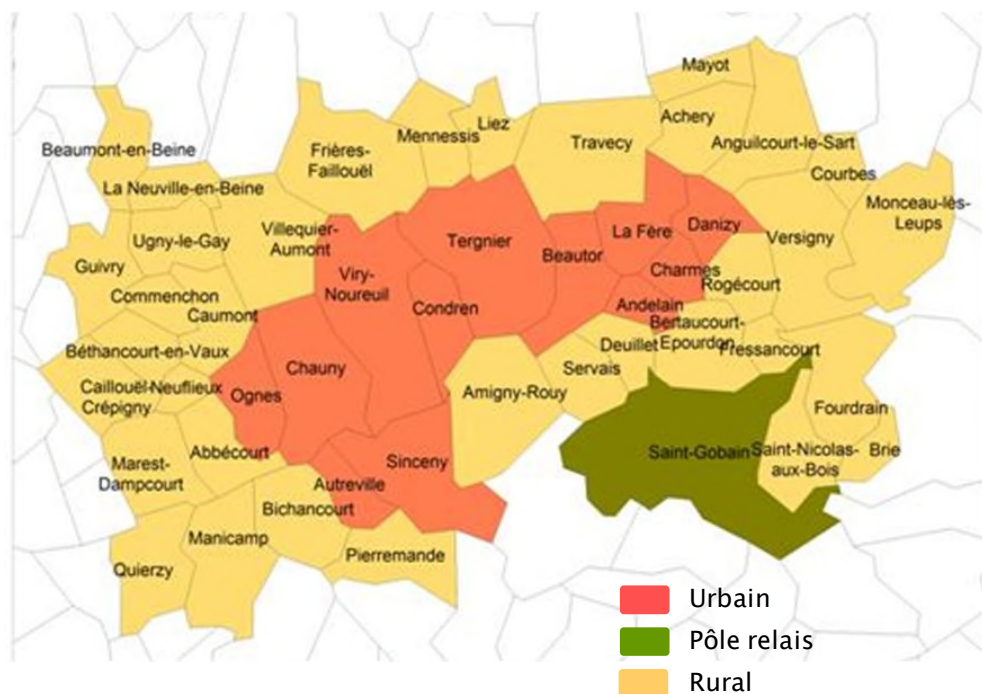 Mayot
Achery
Liez
Mennessis
Travecy
Anguilcourt-le-Sart
Beaumont-en-Beine
Frières-
Faillouël
Courbes
La Neuville-en-Beine
Monceau-lès-
Leups
Villequier-
Aumont
Ugny-le-Gay
Tergnier
La Fère
Danizy
Versigny
Beautor
Guivry
Viry-
Noureuil
Charmes
Rogécourt
Commenchon
Caumont
Condren
Andelain
Bertaucourt-
Epourdon
Deuillet
Fressancourt
Béthancourt-en-Vaux
Chauny
Servais
Caillouël-
Crépigny
Neuflieux
Ognes
Amigny-Rouy
Fourdrain
Abbécourt
Saint-Gobain
Saint-Nicolas-
aux-Bois
Brie
Marest-
Dampcourt
Sinceny
Autreville
Bichancourt
Manicamp
Pierremande
Quierzy
Urbain
Pôle relais
Rural